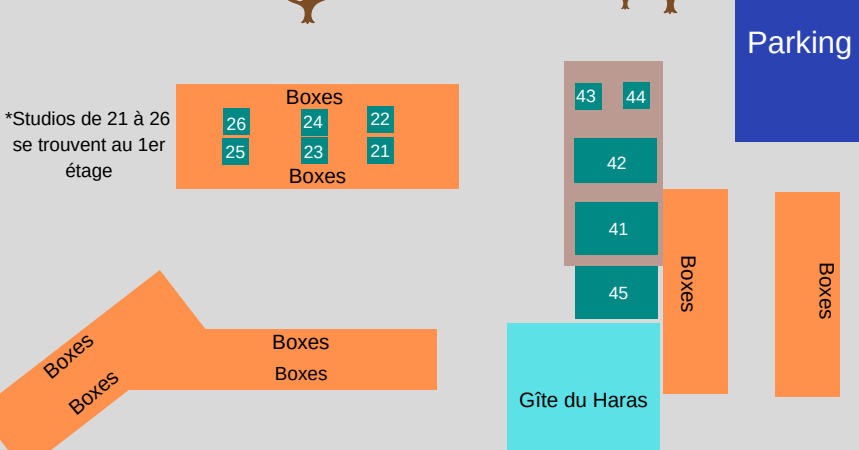 Parking
*Studios de 21 à 26
se trouvent au 1er
étage
Boxes
26
24
22
25
23
21
Boxes
43
44
42
41
45
Boxes
Boxes
Boxes
Boxes
Boxes
Boxes
Gîte du Haras